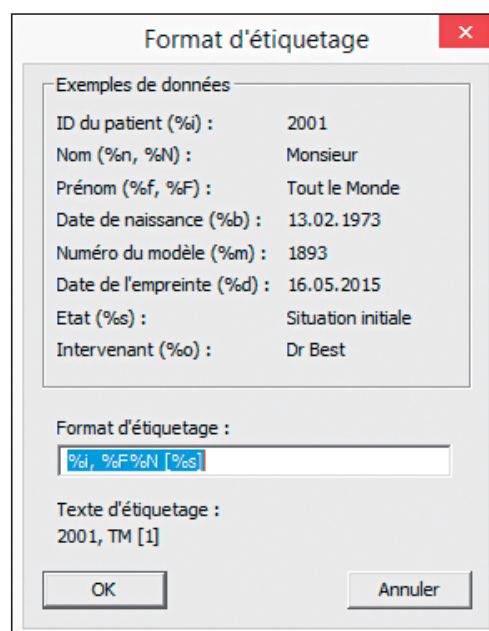 Format d'étiquetage
Exemples de données
ID du patient (%i) : 2001
Nom (%n, %N) : Monsieur
Prénom (%f, %F) : Tout le Monde
Date de naissance (%b) : 13.02.1973
Numéro du modèle (%m) : 1893
Date de l'empreinte (%d) : 16.05.2015
Etat (%s) : Situation initiale
Intervenant (%o) : Dr Best
Format d'étiquetage :
%i, %F%N [%s]
Texte d'étiquetage :
2001, TM [1]
OK Annuler